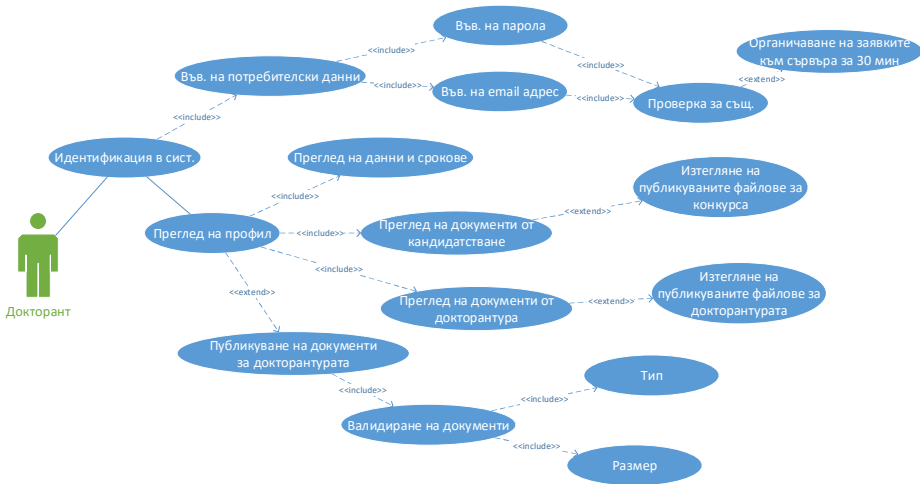 Във. на парола
Органичаване на заявките
към сървъра за 30 мин
<<include>>
<<include>>
<<extend>>
Във. на потребителски данни
<<include>>
Във. на email адрес
<<include>>
Проверка за същ.
<<include>>
Идентификация в сист.
Преглед на данни и срокове
<<include>>
Изтегляне на
публикуваните файлове за
конкурса
<<extend>>
Преглед на профил
<<include>>
Преглед на документи от
кандидатстване
<<include>>
Изтегляне на
публикуваните файлове за
докторантурата
<<extend>>
Преглед на документи от
докторантура
<<extend>>
Докторант
Публикуване на документи
за докторантурата
<<include>>
Тип
<<include>>
Валидиране на документи
<<include>>
Размер